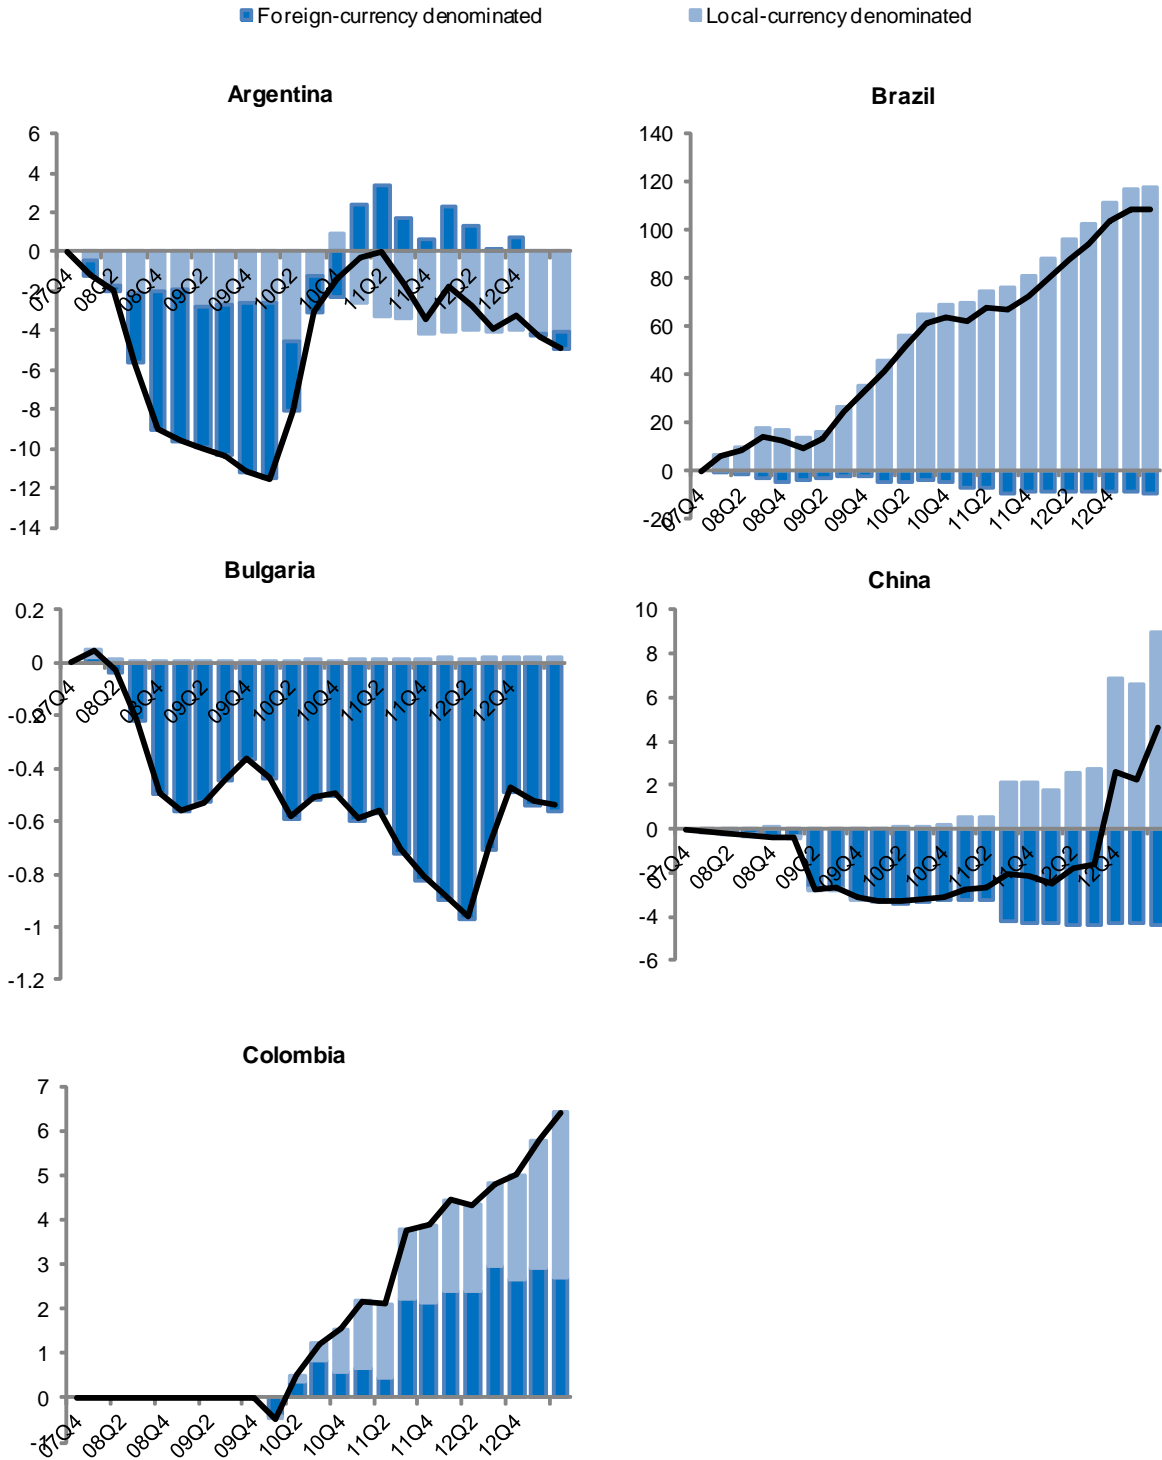 Foreign-currency denominated
Local-currency denominated
Argentina
6
4
2
0
-2
-4
-6
-8
-10
-12
-14
07Q4
08Q2
08Q4
09Q2
09Q4
10Q2
10Q4
11Q2
11Q4
12Q2
12Q4
Brazil
140
120
100
80
60
40
20
0
-20
07Q4
08Q2
08Q4
09Q2
09Q4
10Q2
10Q4
11Q2
11Q4
12Q2
12Q4
Bulgaria
0.2
0
-0.2
-0.4
-0.6
-0.8
-1
-1.2
07Q4
08Q2
08Q4
09Q2
09Q4
10Q2
10Q4
11Q2
11Q4
12Q2
12Q4
China
10
8
6
4
2
0
-2
-4
-6
07Q4
08Q2
08Q4
09Q2
09Q4
10Q2
10Q4
11Q2
11Q4
12Q2
12Q4
Colombia
7
6
5
4
3
2
1
0
-1
07Q4
08Q2
08Q4
09Q2
09Q4
10Q2
10Q4
11Q2
11Q4
12Q2
12Q4